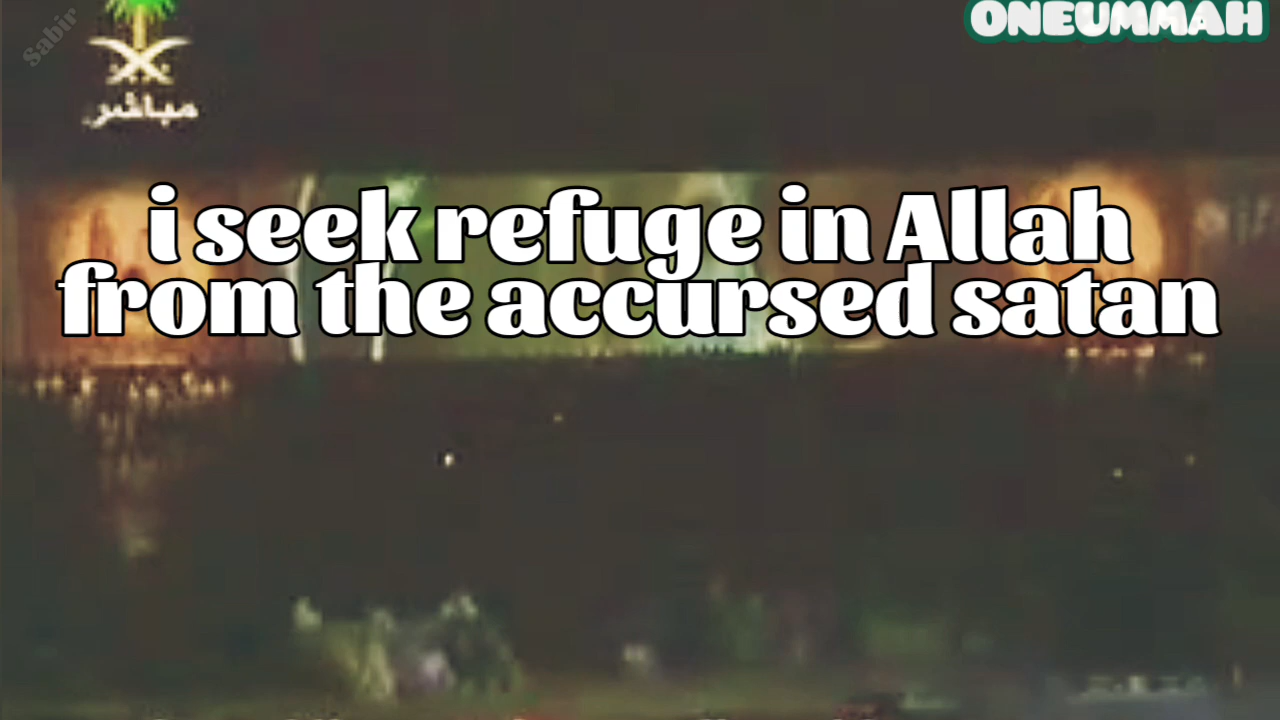 Sabir
ONEUMMAH
مباشر
i seek refuge in Allah
from the accursed satan